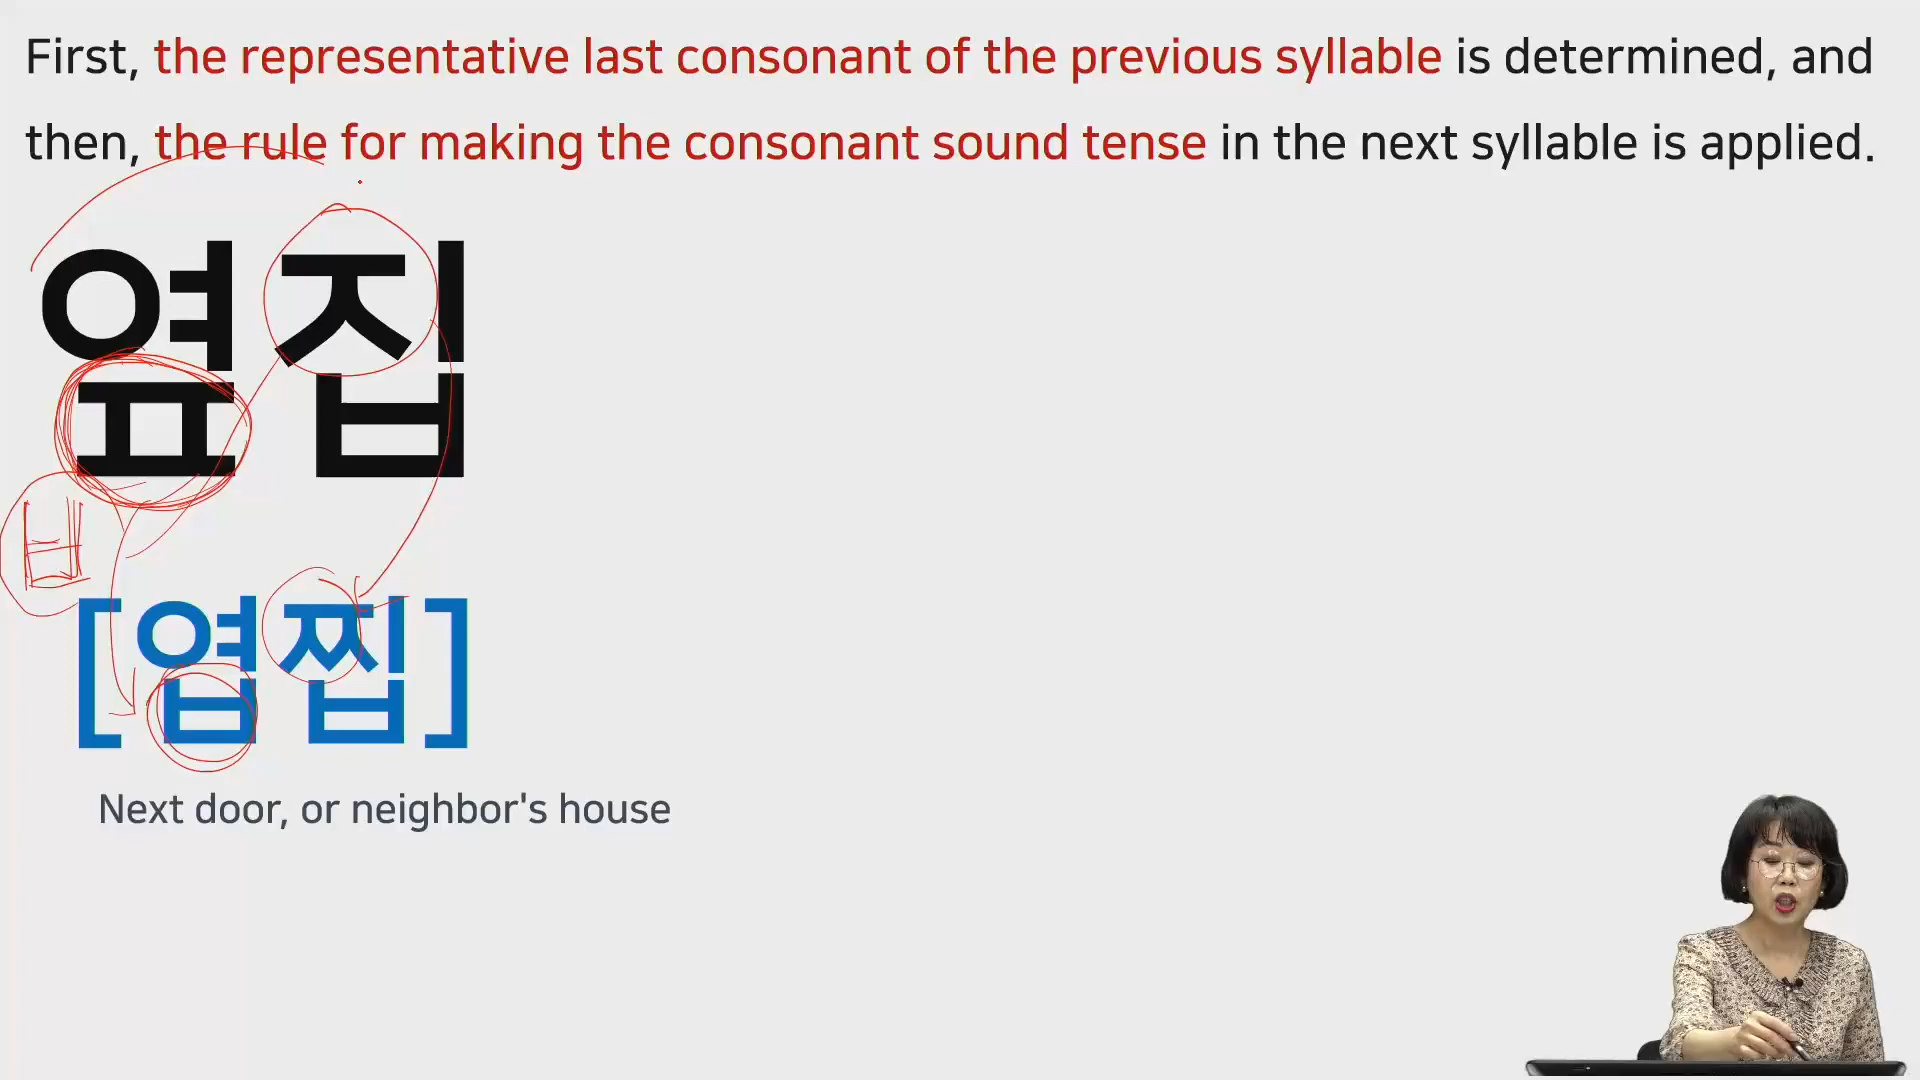 First, the representative last consonant of the previous syllable is determined, and
then, the rule for making the consonant sound tense in the next syllable is applied.
옆집
ㅂ
[엽찝]
Next door, or neighbor's house